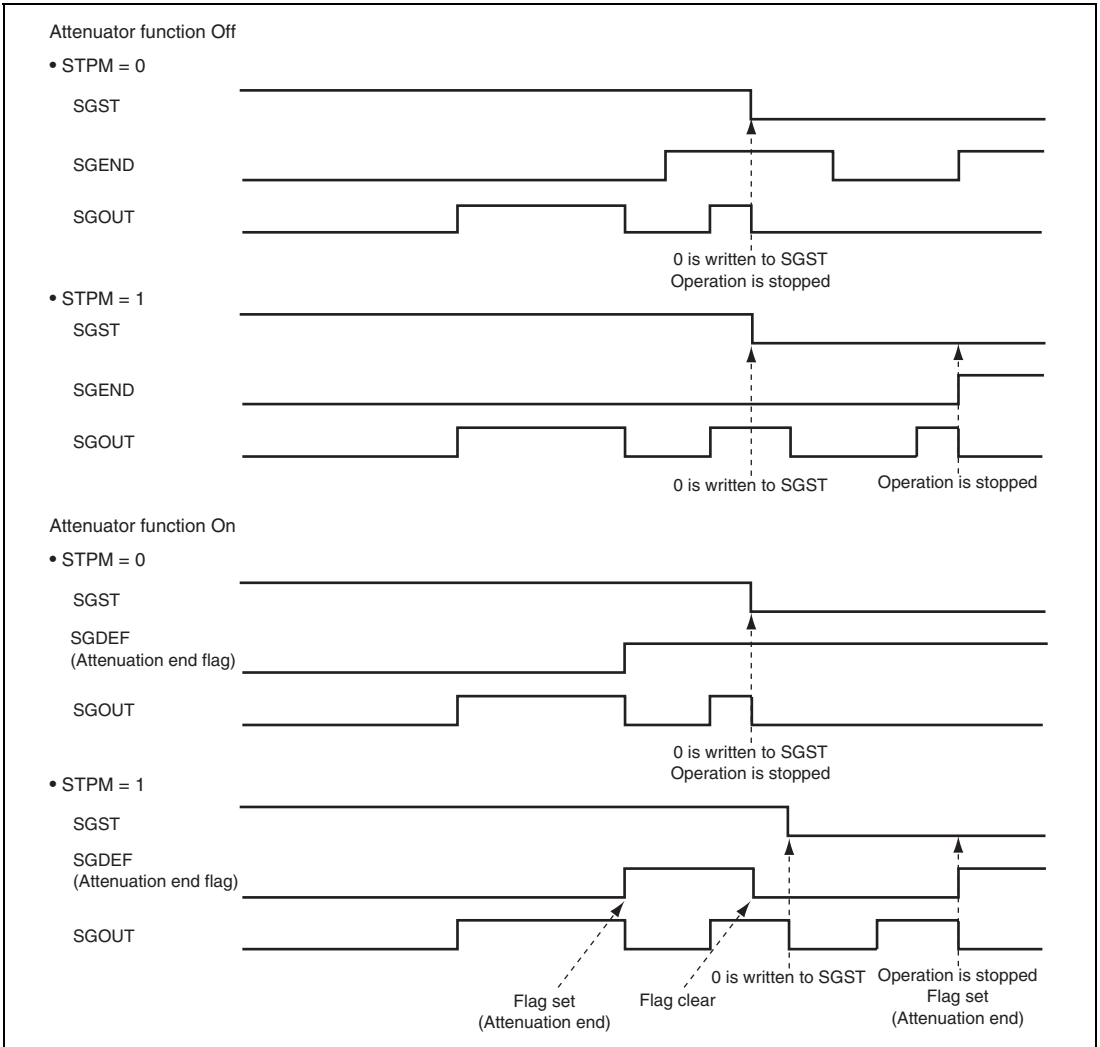 Attenuator function Off
• STPM = 0
SGST
SGEND
SGOUT
0 is written to SGST
Operation is stopped
• STPM = 1
SGST
SGEND
SGOUT
0 is written to SGST
Operation is stopped
Attenuator function On
• STPM = 0
SGST
SGDEF
(Attenuation end flag)
SGOUT
0 is written to SGST
Operation is stopped
• STPM = 1
SGST
SGDEF
(Attenuation end flag)
SGOUT
Flag set
(Attenuation end)
Flag clear
0 is written to SGST
Operation is stopped
Flag set
(Attenuation end)